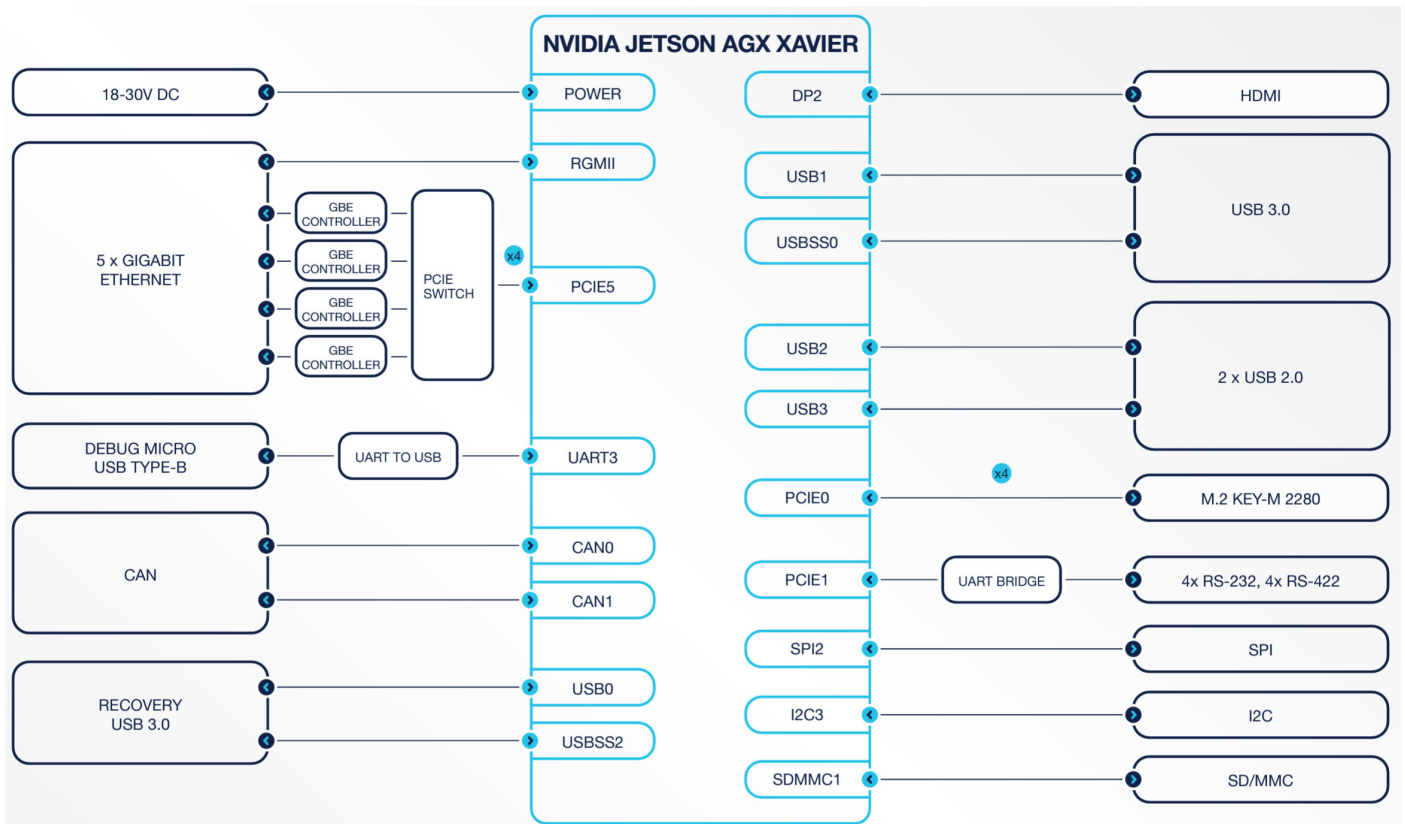 NVIDIA JETSON AGX XAVIER
18-30V DC
POWER
5 x GIGABIT
ETHERNET
RGMII
GBE
CONTROLLER
GBE
CONTROLLER
GBE
CONTROLLER
GBE
CONTROLLER
PCIE
SWITCH
x4
PCIE5
DEBUG MICRO
USB TYPE-B
UART TO USB
UART3
CAN
CAN0
CAN1
RECOVERY
USB 3.0
USB0
USBSS2
DP2
HDMI
USB1
USBSS0
USB 3.0
USB2
USB3
2 x USB 2.0
PCIE0
x4
M.2 KEY-M 2280
PCIE1
UART BRIDGE
4x RS-232, 4x RS-422
SPI2
SPI
I2C3
I2C
SDMMC1
SD/MMC